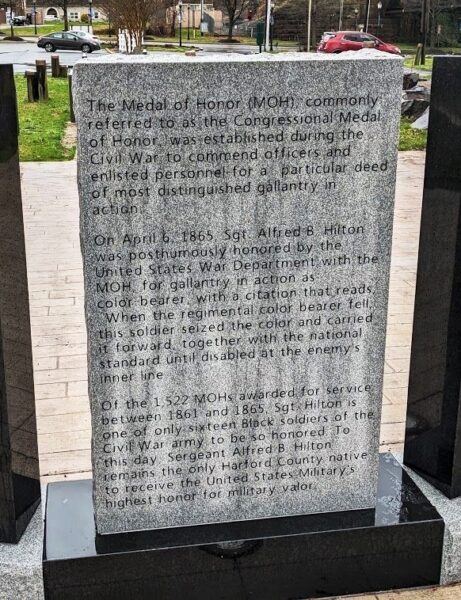 The Medal of Honor (MOH), commonly
referred to as the Congressional Medal
of Honor, was established during the
Civil War to commend officers and
enlisted personnel for a particular deed
of most distinguished gallantry in
action.
On April 6, 1865, Sgt. Alfred B. Hilton
was posthumously honored by the
United States War Department with the
MOH, for gallantry in action as
color bearer, with a citation that reads,
"When the regimental color bearer fell,
this soldier seized the color and carried
it forward, together with the national
standard until disabled at the enemy's
inner line
Of the 1,522 MOHs awarded for service
between 1861 and 1865, Sgt. Hilton is
one of only sixteen Black soldiers of the
Civil War army to be so honored. To
this day, Sergeant Alfred B. Hilton
remains the only Harford County native
to receive the United States Military's
highest honor for military valor.